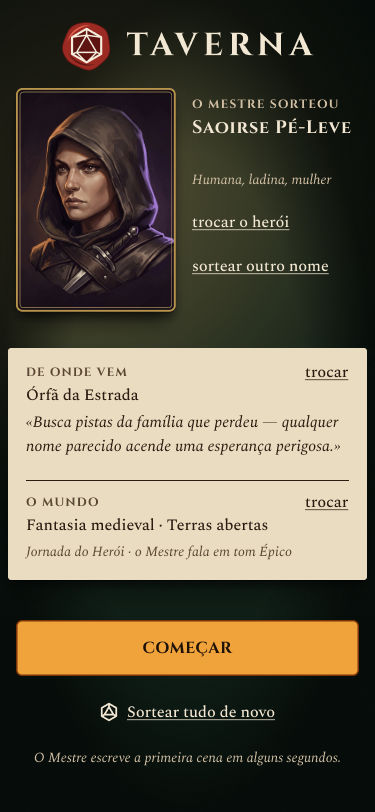 TAVERNA
O MESTRE SORTEOU
SAOIRSE PÉ-LEVE
Humana, ladina, mulher
trocar o herói
sortear outro nome
DE ONDE VEM
trocar
Órfã da Estrada
«Busca pistas da família que perdeu — qualquer
nome parecido acende uma esperança perigosa.»
O MUNDO
trocar
Fantasia medieval · Terras abertas
Jornada do Herói · o Mestre fala em tom Épico
COMEÇAR
Sortear tudo de novo
O Mestre escreve a primeira cena em alguns segundos.